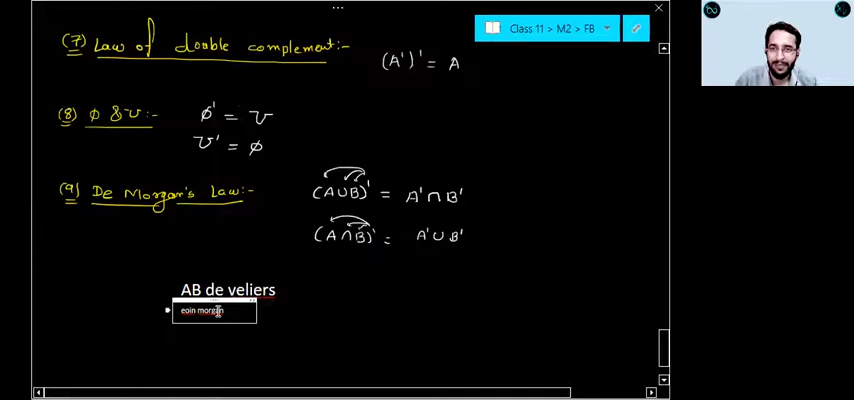 Class 11 > M2 > FB
(7) Law of double complement:- (A')' = A
(8) φ & U:- φ' = U
U' = φ
(9) De Morgan's Law:- (A∪B)' = A'∩B'
(A∩B)' = A'∪B'
AB de veliers
eoin morgan